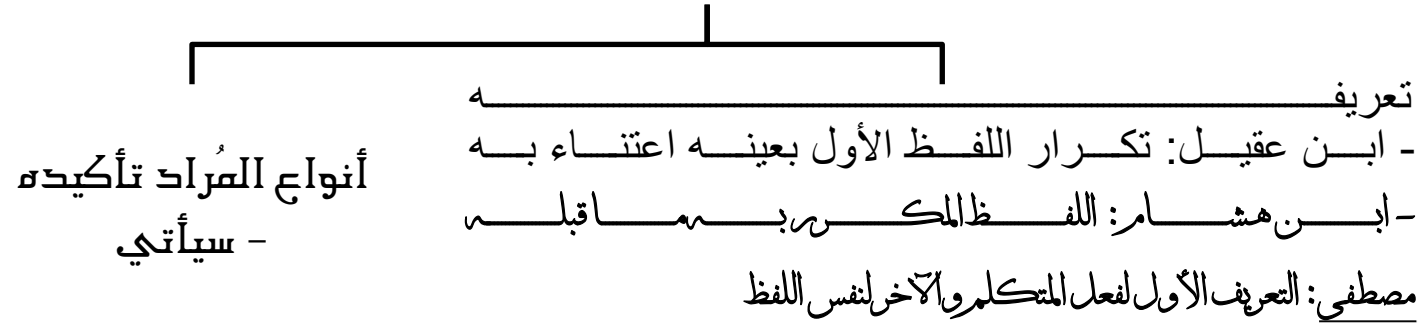 تعريفه
- ابن عقيل: تكرار اللفظ الأول بعينه اعتناء به
- ابن هشام: اللفظ المكرر به ما قبله
مصطفى: التعريف الأول لفعل المتكلم والآخر لنفس اللفظ
أنواع المُراد تأكيده
- سيأتي